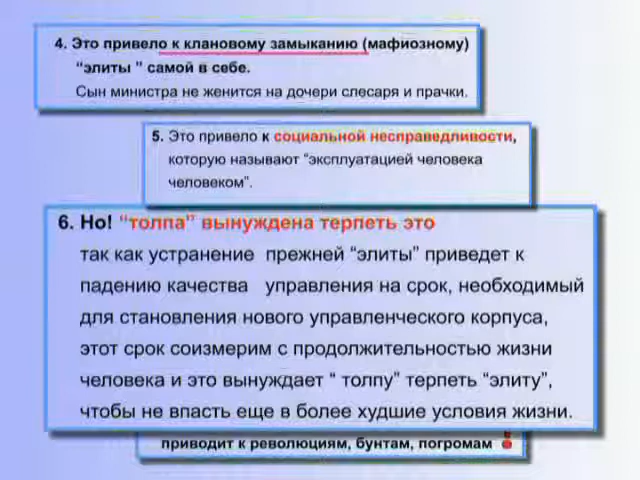 4. Это привело к клановому замыканию (мафиозному)
“элиты ” самой в себе.
Сын министра не женится на дочери слесаря и прачки.
5. Это привело к социальной несправедливости,
которую называют “эксплуатацией человека
человеком”.
6. Но! “толпа” вынуждена терпеть это
так как устранение прежней “элиты” приведет к
падению качества управления на срок, необходимый
для становления нового управленческого корпуса,
этот срок соизмерим с продолжительностью жизни
человека и это вынуждает “ толпу” терпеть “элиту”,
чтобы не впасть еще в более худшие условия жизни.
приводит к революциям, бунтам, погромам !